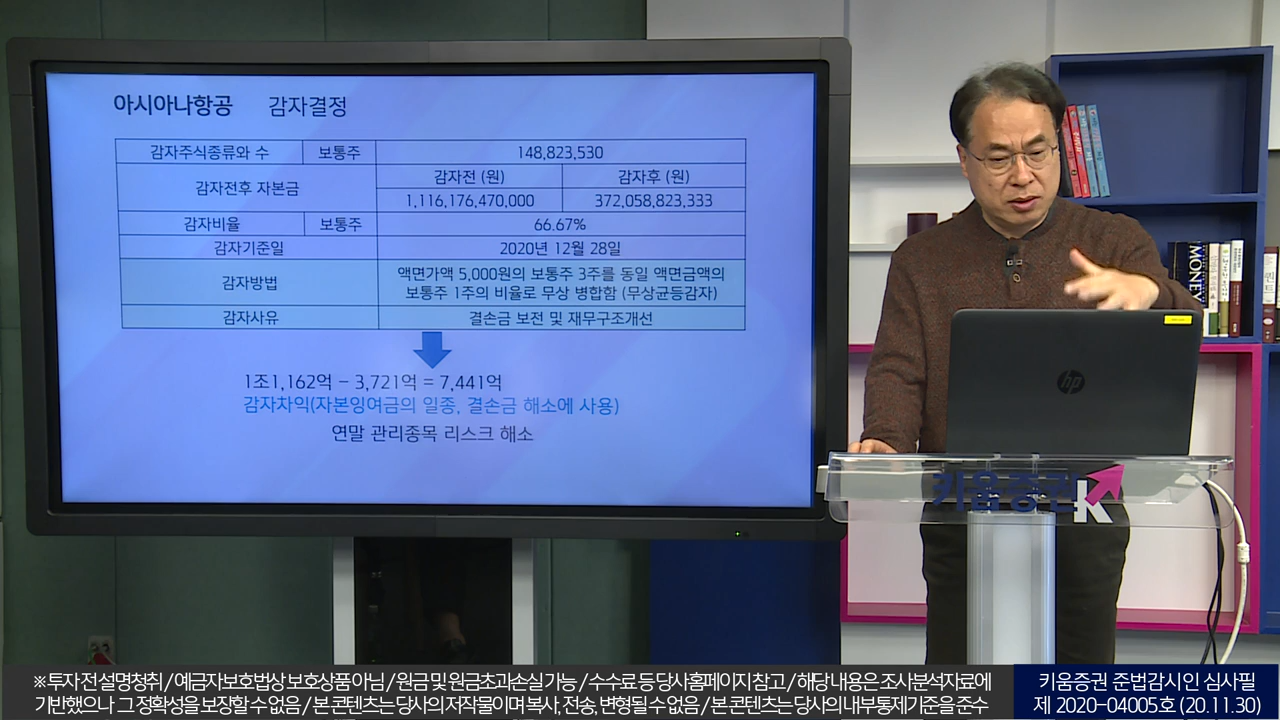 아시아나항공 감자결정
감자주식종류와 수 보통주 148,823,530
감자전후 자본금 감자전 (원) 감자후 (원)
1,116,176,470,000 372,058,823,333
감자비율 보통주 66.67%
감자기준일 2020년 12월 28일
감자방법 액면가액 5,000원의 보통주 3주를 동일 액면금액의
보통주 1주의 비율로 무상 병합함 (무상균등감자)
감자사유 결손금 보전 및 재무구조개선
1조1,162억 - 3,721억 = 7,441억
감자차익(자본잉여금의 일종, 결손금 해소에 사용)
연말 관리종목 리스크 해소
MONEY
hp
키움증권
K
※ 투자 전 설명청취 / 예금자보호법상 보호상품 아님 / 원금 및 원금초과손실 가능 / 수수료 등 당사홈페이지 참고 / 해당 내용은 조사분석자료에
기반했으나 그 정확성을 보장할 수 없음 / 본 콘텐츠는 당사의 저작물이며 복사, 전송, 변형될 수 없음 / 본 콘텐츠는 당사의 내부통제기준을 준수
키움증권 준법감시인 심사필
제 2020-04005호 (20.11.30)